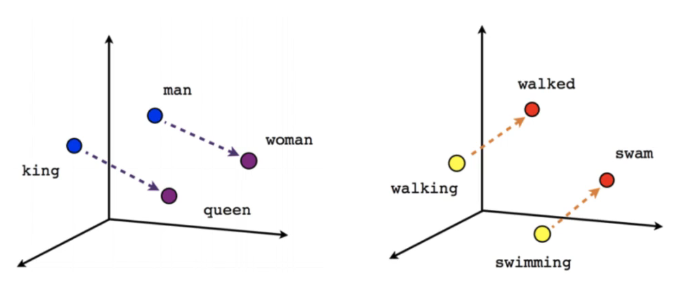 man
woman
king
queen
walked
swam
walking
swimming